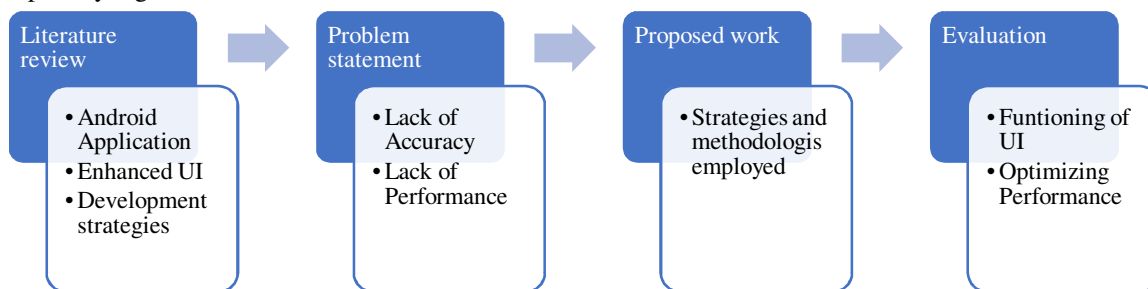 Literature
review
• Android
Application
• Enhanced UI
• Development
strategies
Problem
statement
• Lack of
Accuracy
• Lack of
Performance
Proposed work
• Strategies and
methodologis
employed
Evaluation
• Funtioning of
UI
• Optimizing
Performance